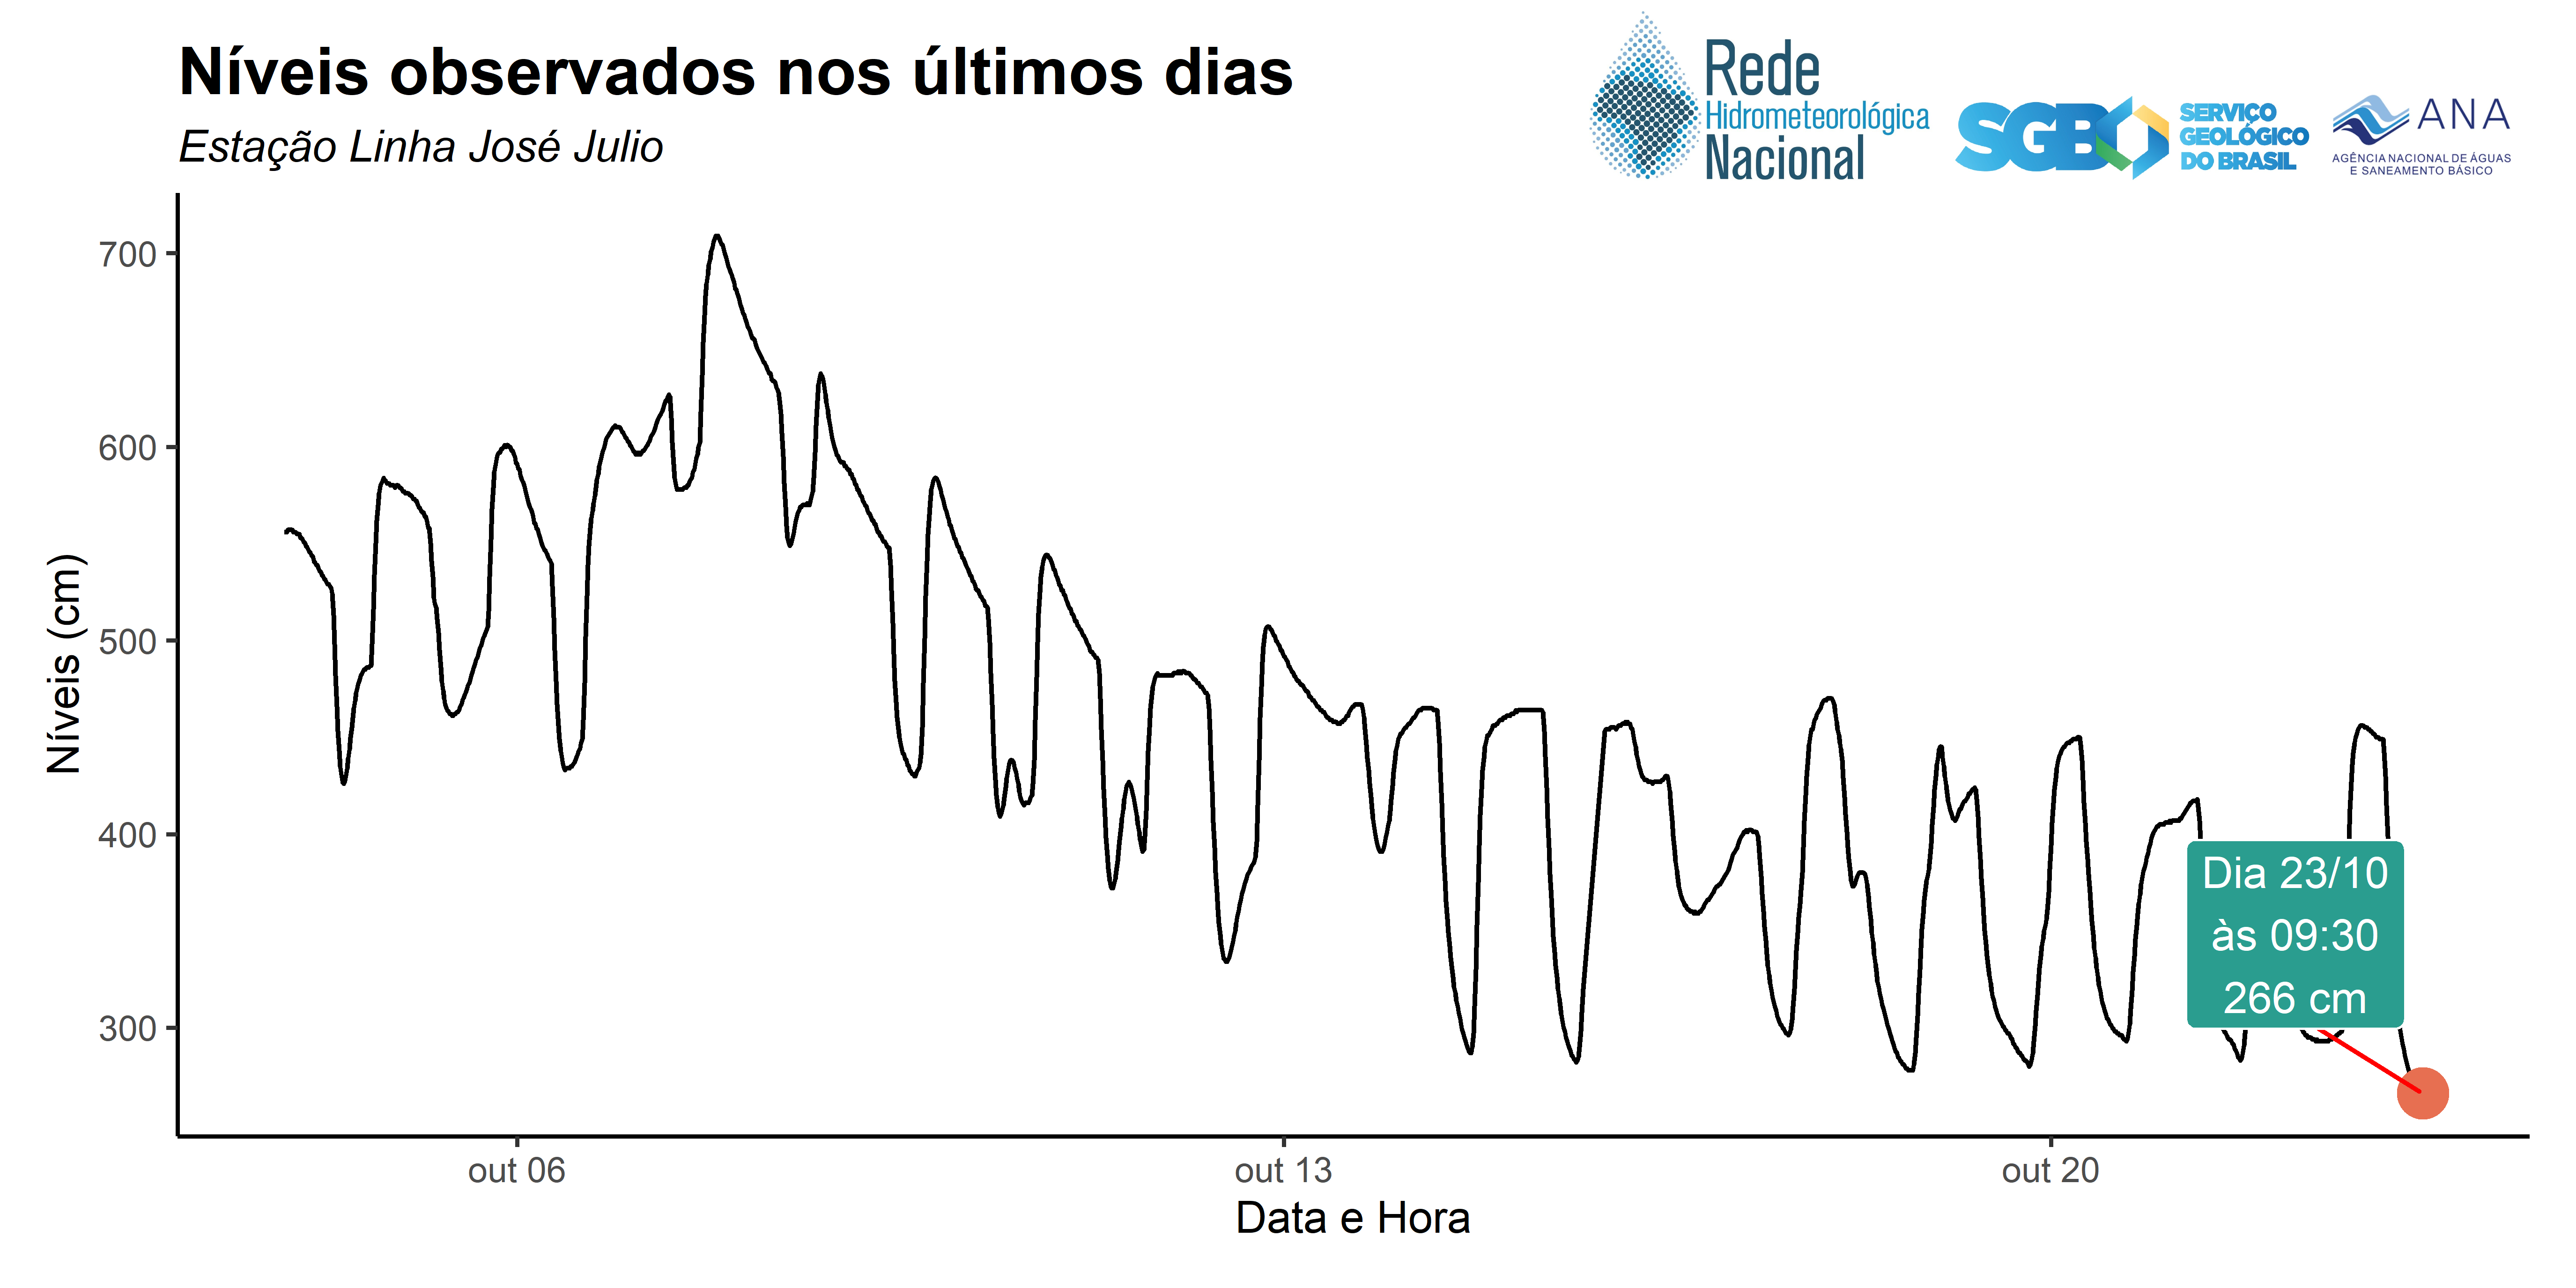 Níveis observados nos últimos dias
Estação Linha José Julio
Rede
Hidrometeorológica
Nacional
SGB
SERVIÇO
GEOLÓGICO
DO BRASIL
ANA
AGÊNCIA NACIONAL DE ÁGUAS
E SANEAMENTO BÁSICO
Níveis (cm)
700
600
500
400
300
Dia 23/10
às 09:30
266 cm
out 06
out 13
out 20
Data e Hora